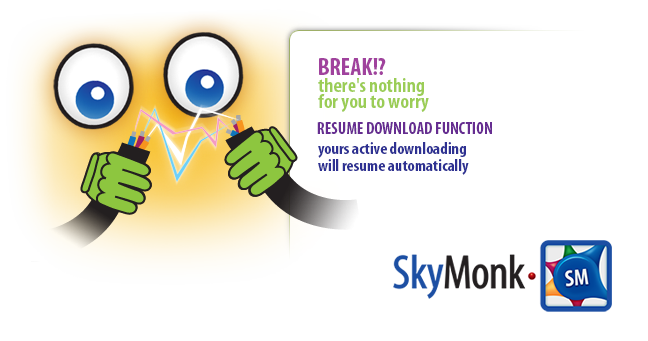 BREAK!?
there's nothing
for you to worry
RESUME DOWNLOAD FUNCTION
yours active downloading
will resume automatically
SkyMonk
SM